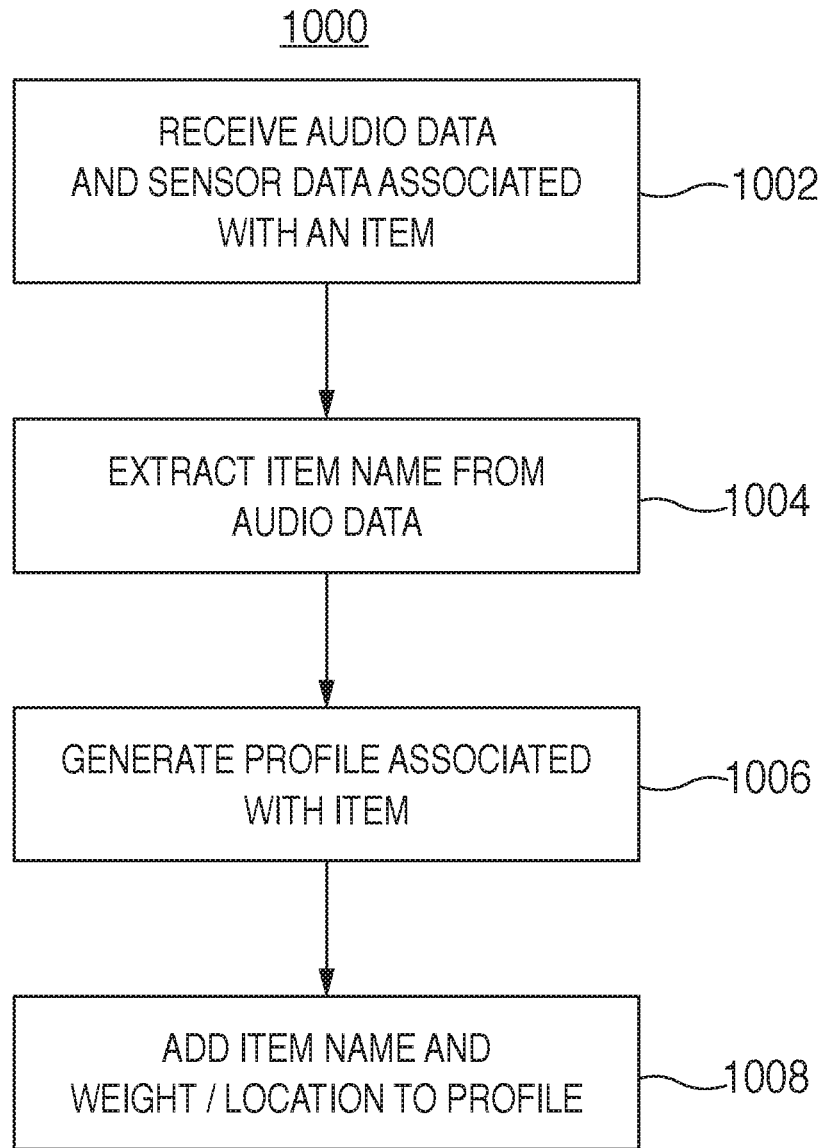 1000
RECEIVE AUDIO DATA
AND SENSOR DATA ASSOCIATED
WITH AN ITEM
1002
EXTRACT ITEM NAME FROM
AUDIO DATA
1004
GENERATE PROFILE ASSOCIATED
WITH ITEM
1006
ADD ITEM NAME AND
WEIGHT / LOCATION TO PROFILE
1008